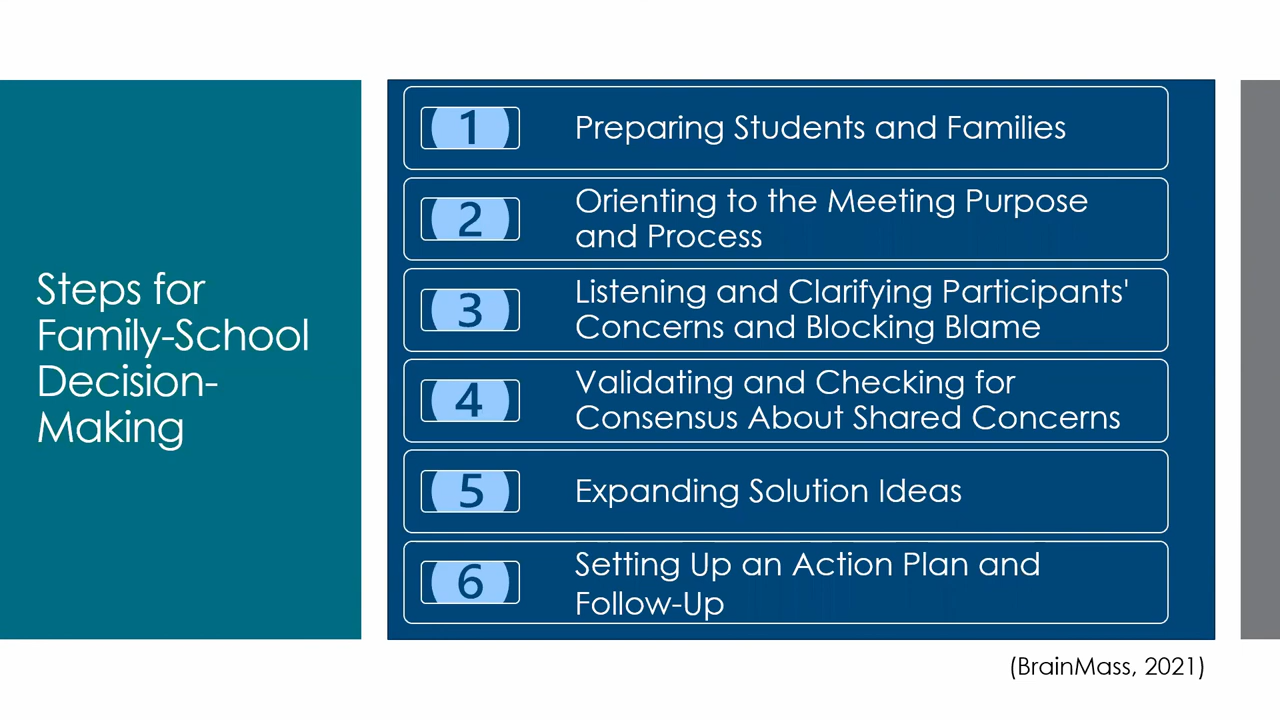 Steps for
Family-School
Decision-
Making
1
Preparing Students and Families
2
Orienting to the Meeting Purpose
and Process
3
Listening and Clarifying Participants'
Concerns and Blocking Blame
4
Validating and Checking for
Consensus About Shared Concerns
5
Expanding Solution Ideas
6
Setting Up an Action Plan and
Follow-Up
(BrainMass, 2021)